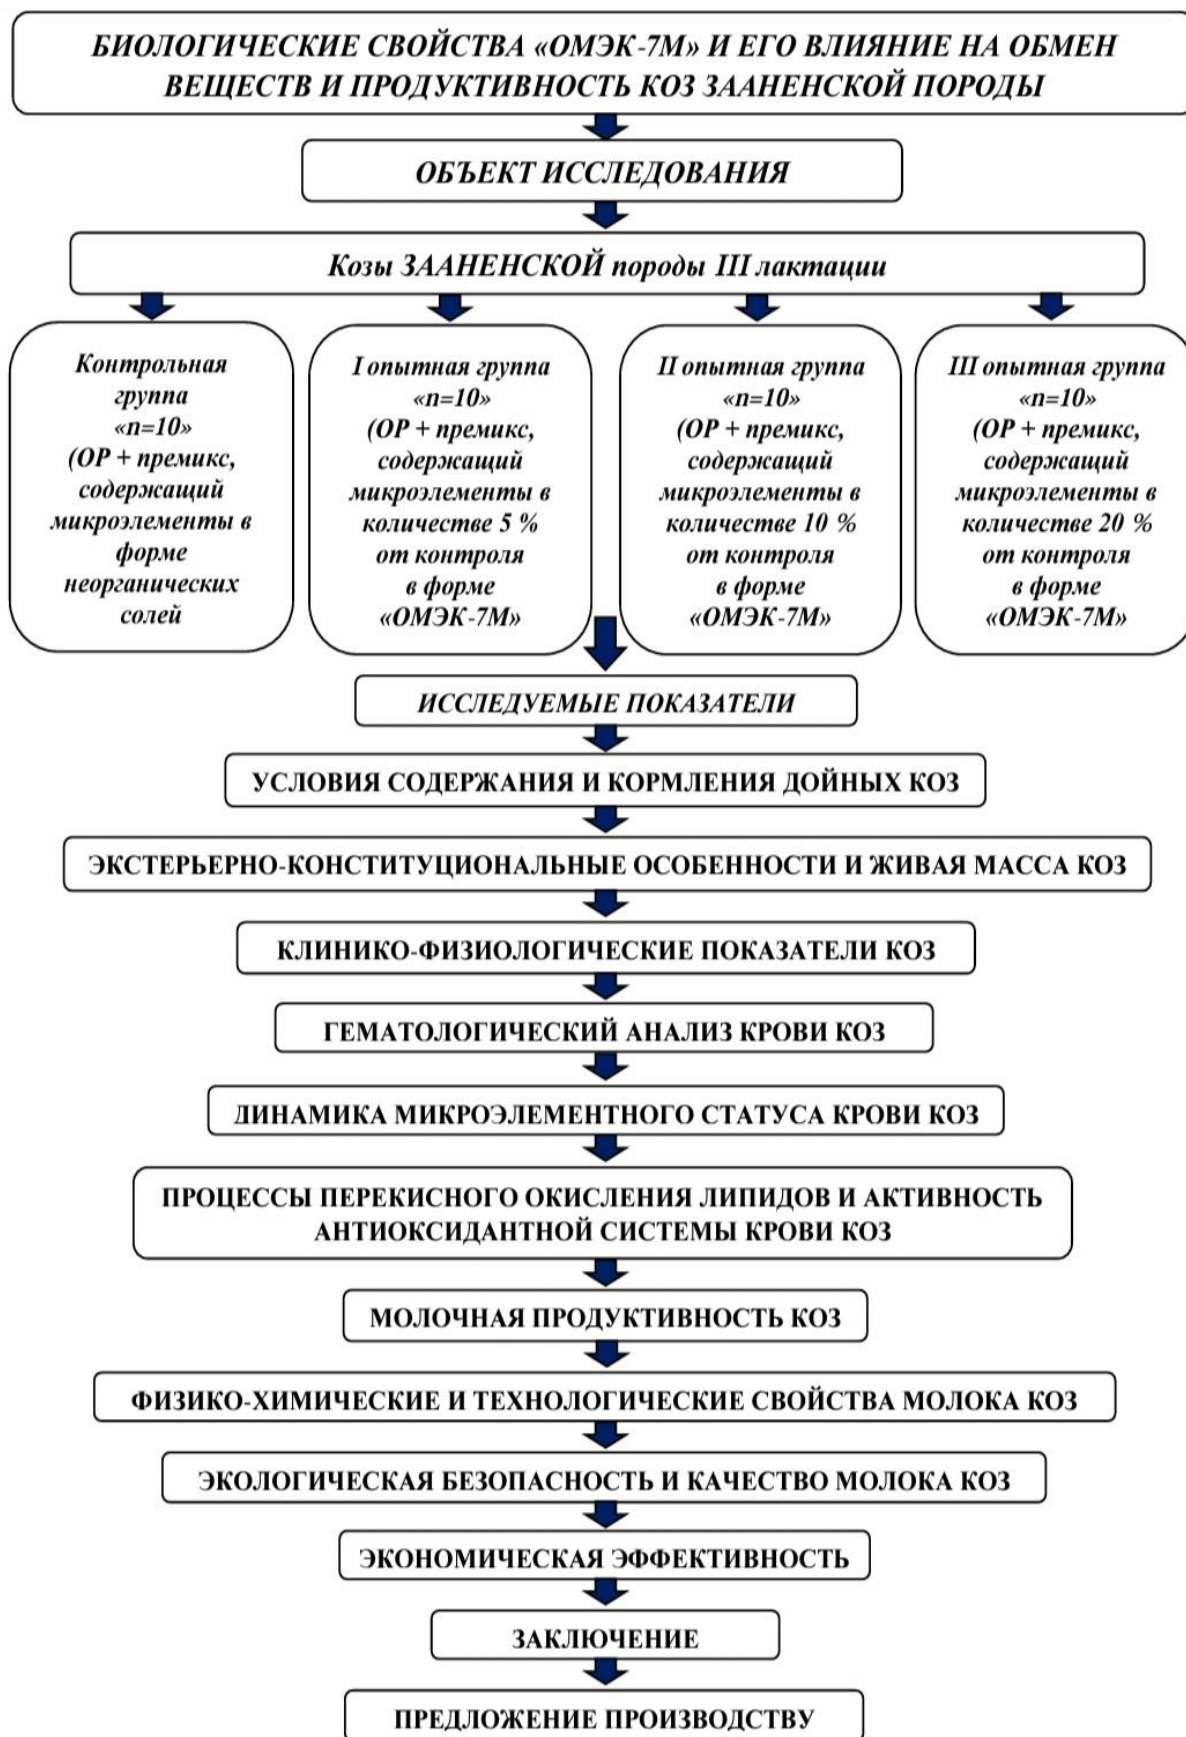 БИОЛОГИЧЕСКИЕ СВОЙСТВА «ОМЭК-7М» И ЕГО ВЛИЯНИЕ НА ОБМЕН
ВЕЩЕСТВ И ПРОДУКТИВНОСТЬ КОЗ ЗААНЕНСКОЙ ПОРОДЫ
ОБЪЕКТ ИССЛЕДОВАНИЯ
Козы ЗААНЕНСКОЙ породы III лактации
Контрольная
группа
«n=10»
(ОР + премикс,
содержащий
микроэлементы в
форме
неорганических
солей
I опытная группа
«n=10»
(ОР + премикс,
содержащий
микроэлементы в
количестве 5 %
от контроля
в форме
«ОМЭК-7М»
II опытная группа
«n=10»
(ОР + премикс,
содержащий
микроэлементы в
количестве 10 %
от контроля
в форме
«ОМЭК-7М»
III опытная группа
«n=10»
(ОР + премикс,
содержащий
микроэлементы в
количестве 20 %
от контроля
в форме
«ОМЭК-7М»
ИССЛЕДУЕМЫЕ ПОКАЗАТЕЛИ
УСЛОВИЯ СОДЕРЖАНИЯ И КОРМЛЕНИЯ ДОЙНЫХ КОЗ
ЭКСТЕРЬЕРНО-КОНСТИТУЦИОНАЛЬНЫЕ ОСОБЕННОСТИ И ЖИВАЯ МАССА КОЗ
КЛИНИКО-ФИЗИОЛОГИЧЕСКИЕ ПОКАЗАТЕЛИ КОЗ
ГЕМАТОЛОГИЧЕСКИЙ АНАЛИЗ КРОВИ КОЗ
ДИНАМИКА МИКРОЭЛЕМЕНТНОГО СТАТУСА КРОВИ КОЗ
ПРОЦЕССЫ ПЕРЕКИСНОГО ОКИСЛЕНИЯ ЛИПИДОВ И АКТИВНОСТЬ
АНТИОКСИДАНТНОЙ СИСТЕМЫ КРОВИ КОЗ
МОЛОЧНАЯ ПРОДУКТИВНОСТЬ КОЗ
ФИЗИКО-ХИМИЧЕСКИЕ И ТЕХНОЛОГИЧЕСКИЕ СВОЙСТВА МОЛОКА КОЗ
ЭКОЛОГИЧЕСКАЯ БЕЗОПАСНОСТЬ И КАЧЕСТВО МОЛОКА КОЗ
ЭКОНОМИЧЕСКАЯ ЭФФЕКТИВНОСТЬ
ЗАКЛЮЧЕНИЕ
ПРЕДЛОЖЕНИЕ ПРОИЗВОДСТВУ